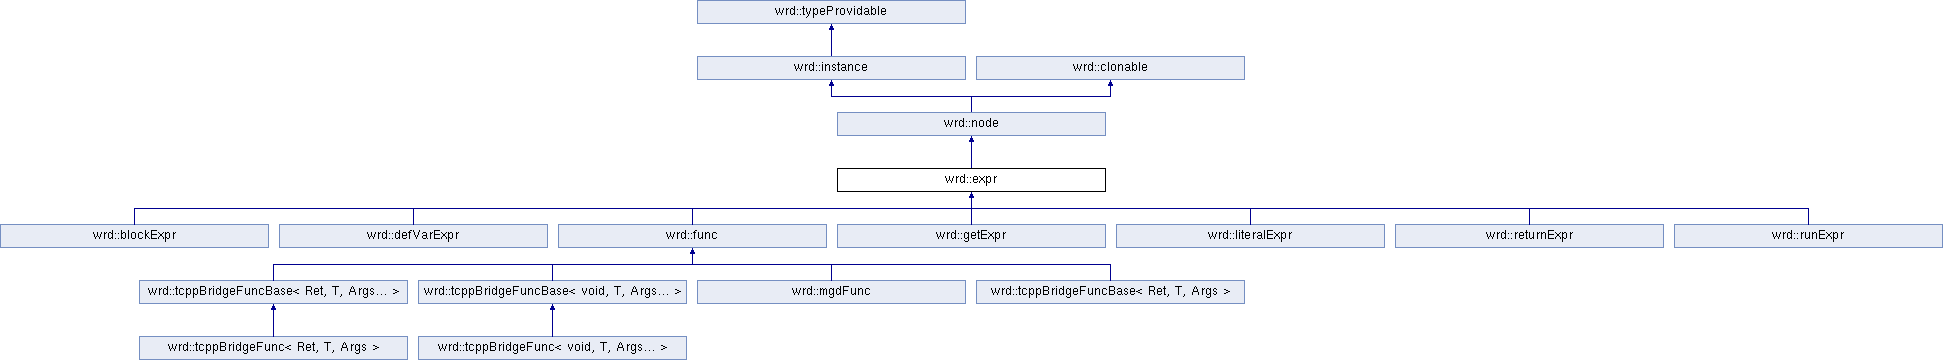 wrd::typeProvidable
wrd::instance
wrd::clonable
wrd::node
wrd::expr
wrd::blockExpr
wrd::defVarExpr
wrd::func
wrd::getExpr
wrd::literalExpr
wrd::returnExpr
wrd::runExpr
wrd::tcppBridgeFuncBase< Ret, T, Args... >
wrd::tcppBridgeFuncBase< void, T, Args... >
wrd::mgdFunc
wrd::tcppBridgeFuncBase< Ret, T, Args >
wrd::tcppBridgeFunc< Ret, T, Args >
wrd::tcppBridgeFunc< void, T, Args... >